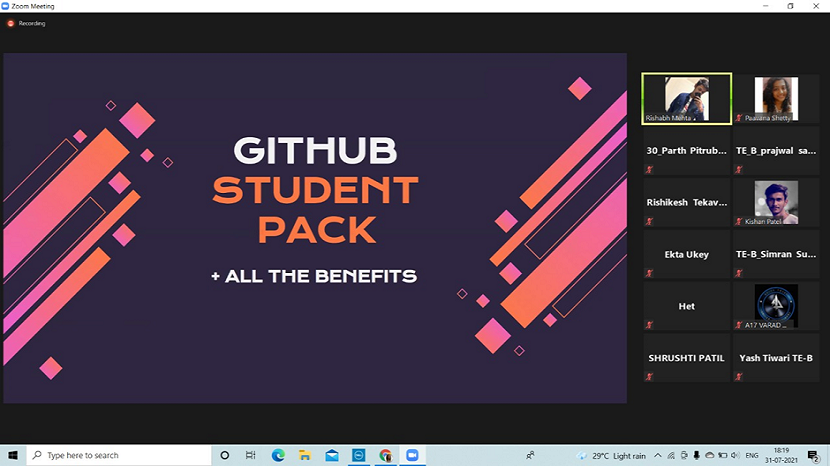 Zoom Meeting
Recording
GITHUB
STUDENT
PACK
+ ALL THE BENEFITS
Rishabh Mehta
Paavana Shetty
30_Parth Pitrub...
TE_B_prajwal sa...
Rishikesh Tekav...
Kishan Patel
Ekta Ukey
TE-B_Simran Su...
Het
A17 VARAD ...
SHRUSHTI PATIL
Yash Tiwari TE-B
Type here to search
29°C Light rain
ENG
18:19
31-07-2021
2